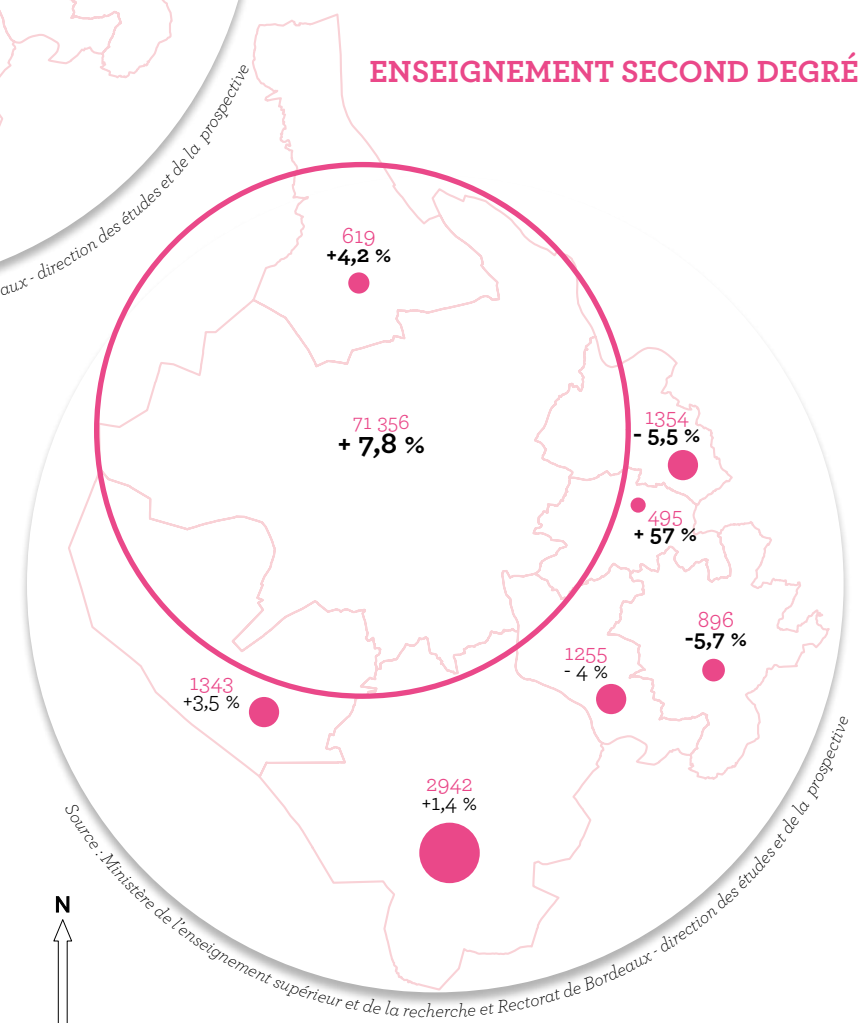 ENSEIGNEMENT SECOND DEGRÉ
aux - direction des études et de la prospective
619
+4,2 %
71 356
+ 7,8 %
1354
- 5,5 %
495
+ 57 %
896
-5,7 %
1255
- 4 %
1343
+3,5 %
2942
+1,4 %
N
Source : Ministère de l'enseignement supérieur et de la recherche et Rectorat de Bordeaux - direction des études et de la prospective